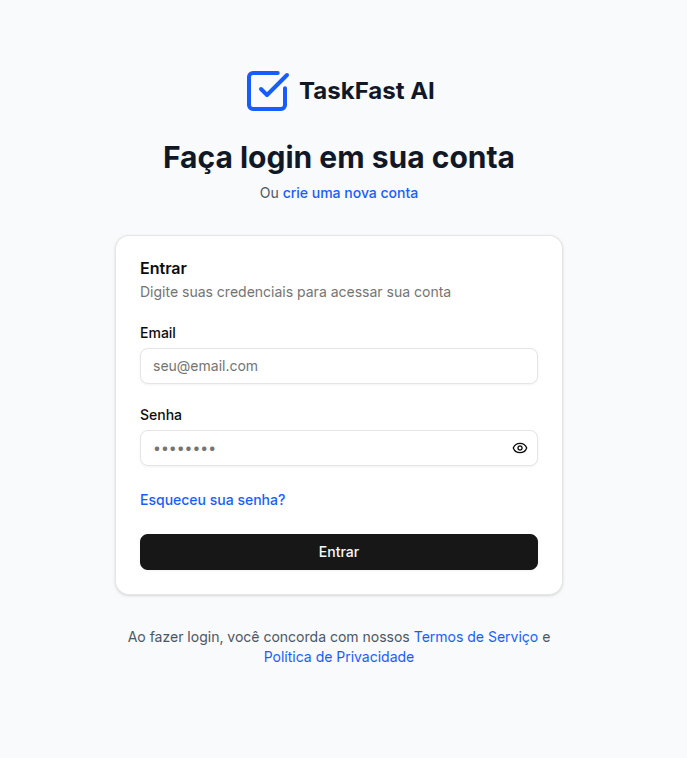 TaskFast AI
Faça login em sua conta
Ou crie uma nova conta
Entrar
Digite suas credenciais para acessar sua conta
Email
seu@email.com
Senha
••••••••
Esqueceu sua senha?
Entrar
Ao fazer login, você concorda com nossos Termos de Serviço e
Política de Privacidade